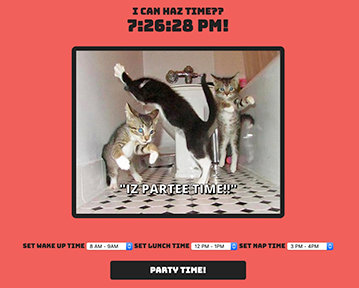 I CAN HAZ TIME??
7:26:28 PM!
"IZ PARTEE TIME!!"
SET WAKE UP TIME 8 AM - 9AM SET LUNCH TIME 12 PM - 1PM SET NAP TIME 3 PM - 4PM
PARTY TIME!